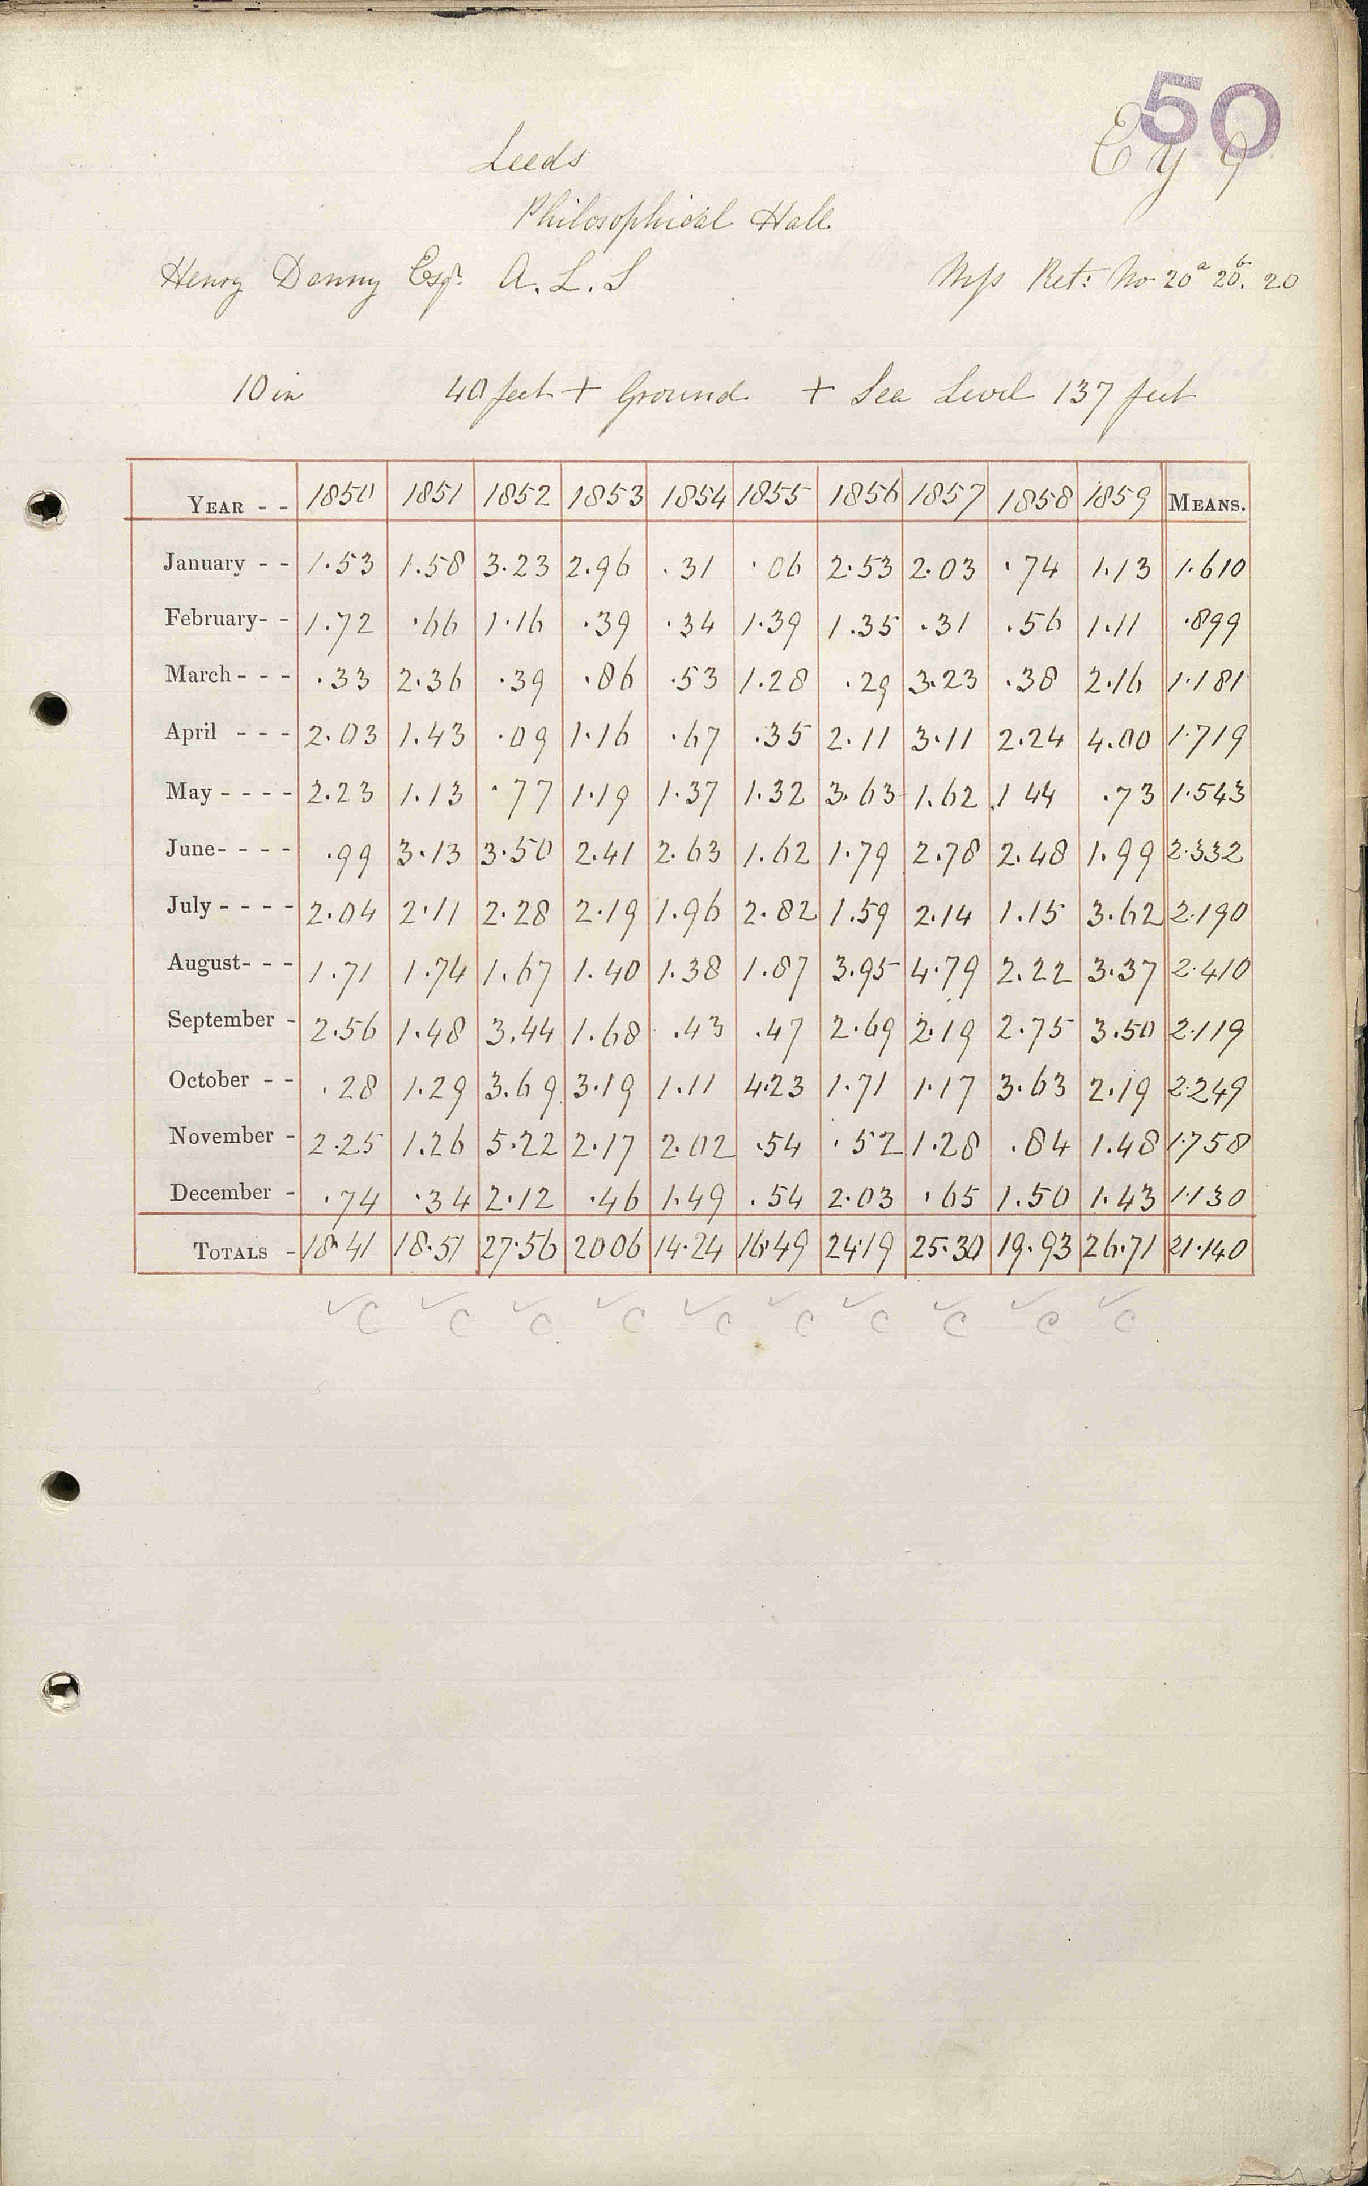 50
E y 9
Leeds
Philosophical Hall
Henry Denny Esqr. A. L. S Mss Ret: No 20a 20b. 20
10 in 40 feet + Ground + Sea Level 137 feet
YEAR - - 1850 1851 1852 1853 1854 1855 1856 1857 1858 1859 MEANS.
January - - 1.53 1.58 3.23 2.96 .31 .06 2.53 2.03 .74 1.13 1.610
February- - 1.72 .66 1.16 .39 .34 1.39 1.35 .31 .56 1.11 .899
March - - - .33 2.36 .39 .86 .53 1.28 .29 3.23 .38 2.16 1.181
April - - - 2.03 1.43 .09 1.16 .67 .35 2.11 3.11 2.24 4.00 1.719
May - - - - 2.23 1.13 .77 1.19 1.37 1.32 3.63 1.62 1 44 .73 1.543
June- - - - .99 3.13 3.50 2.41 2.63 1.62 1.79 2.78 2.48 1.99 2.332
July - - - - 2.04 2.11 2.28 2.19 1.96 2.82 1.59 2.14 1.15 3.62 2.190
August- - - 1.71 1.74 1.67 1.40 1.38 1.87 3.95 4.79 2.22 3.37 2.410
September - 2.56 1.48 3.44 1.68 .43 .47 2.69 2.19 2.75 3.50 2.119
October - - .28 1.29 3.69 3.19 1.11 4.23 1.71 1.17 3.63 2.19 2.249
November - 2.25 1.26 5.22 2.17 2.02 .54 .52 1.28 .84 1.48 1.758
December - .74 .34 2.12 .46 1.49 .54 2.03 .65 1.50 1.43 1.130
TOTALS - 18.41 18.51 27.56 20 06 14.24 16.49 24.19 25.30 19.93 26.71 21.140
✓C ✓C ✓C ✓C ✓C ✓C ✓C ✓C ✓C ✓C